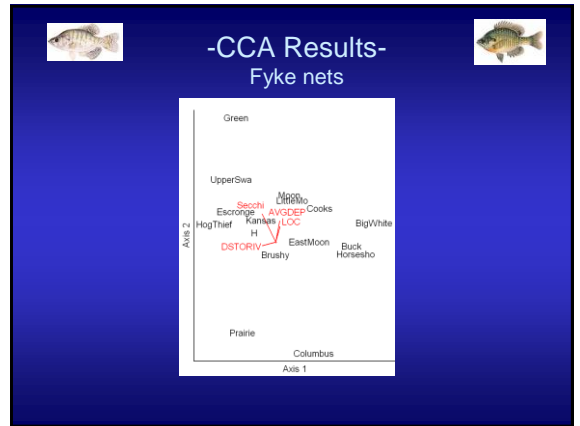 -CCA Results-
Fyke nets
Green
UpperSwa
Moon
LittleMo
Secchi
Cooks
Escronge
AVGDEP
Kansas
LOC
HogThief
BigWhite
H
EastMoon
DSTORIV
Buck
Brushy
Horsesho
Axis 2
Prairie
Columbus
Axis 1